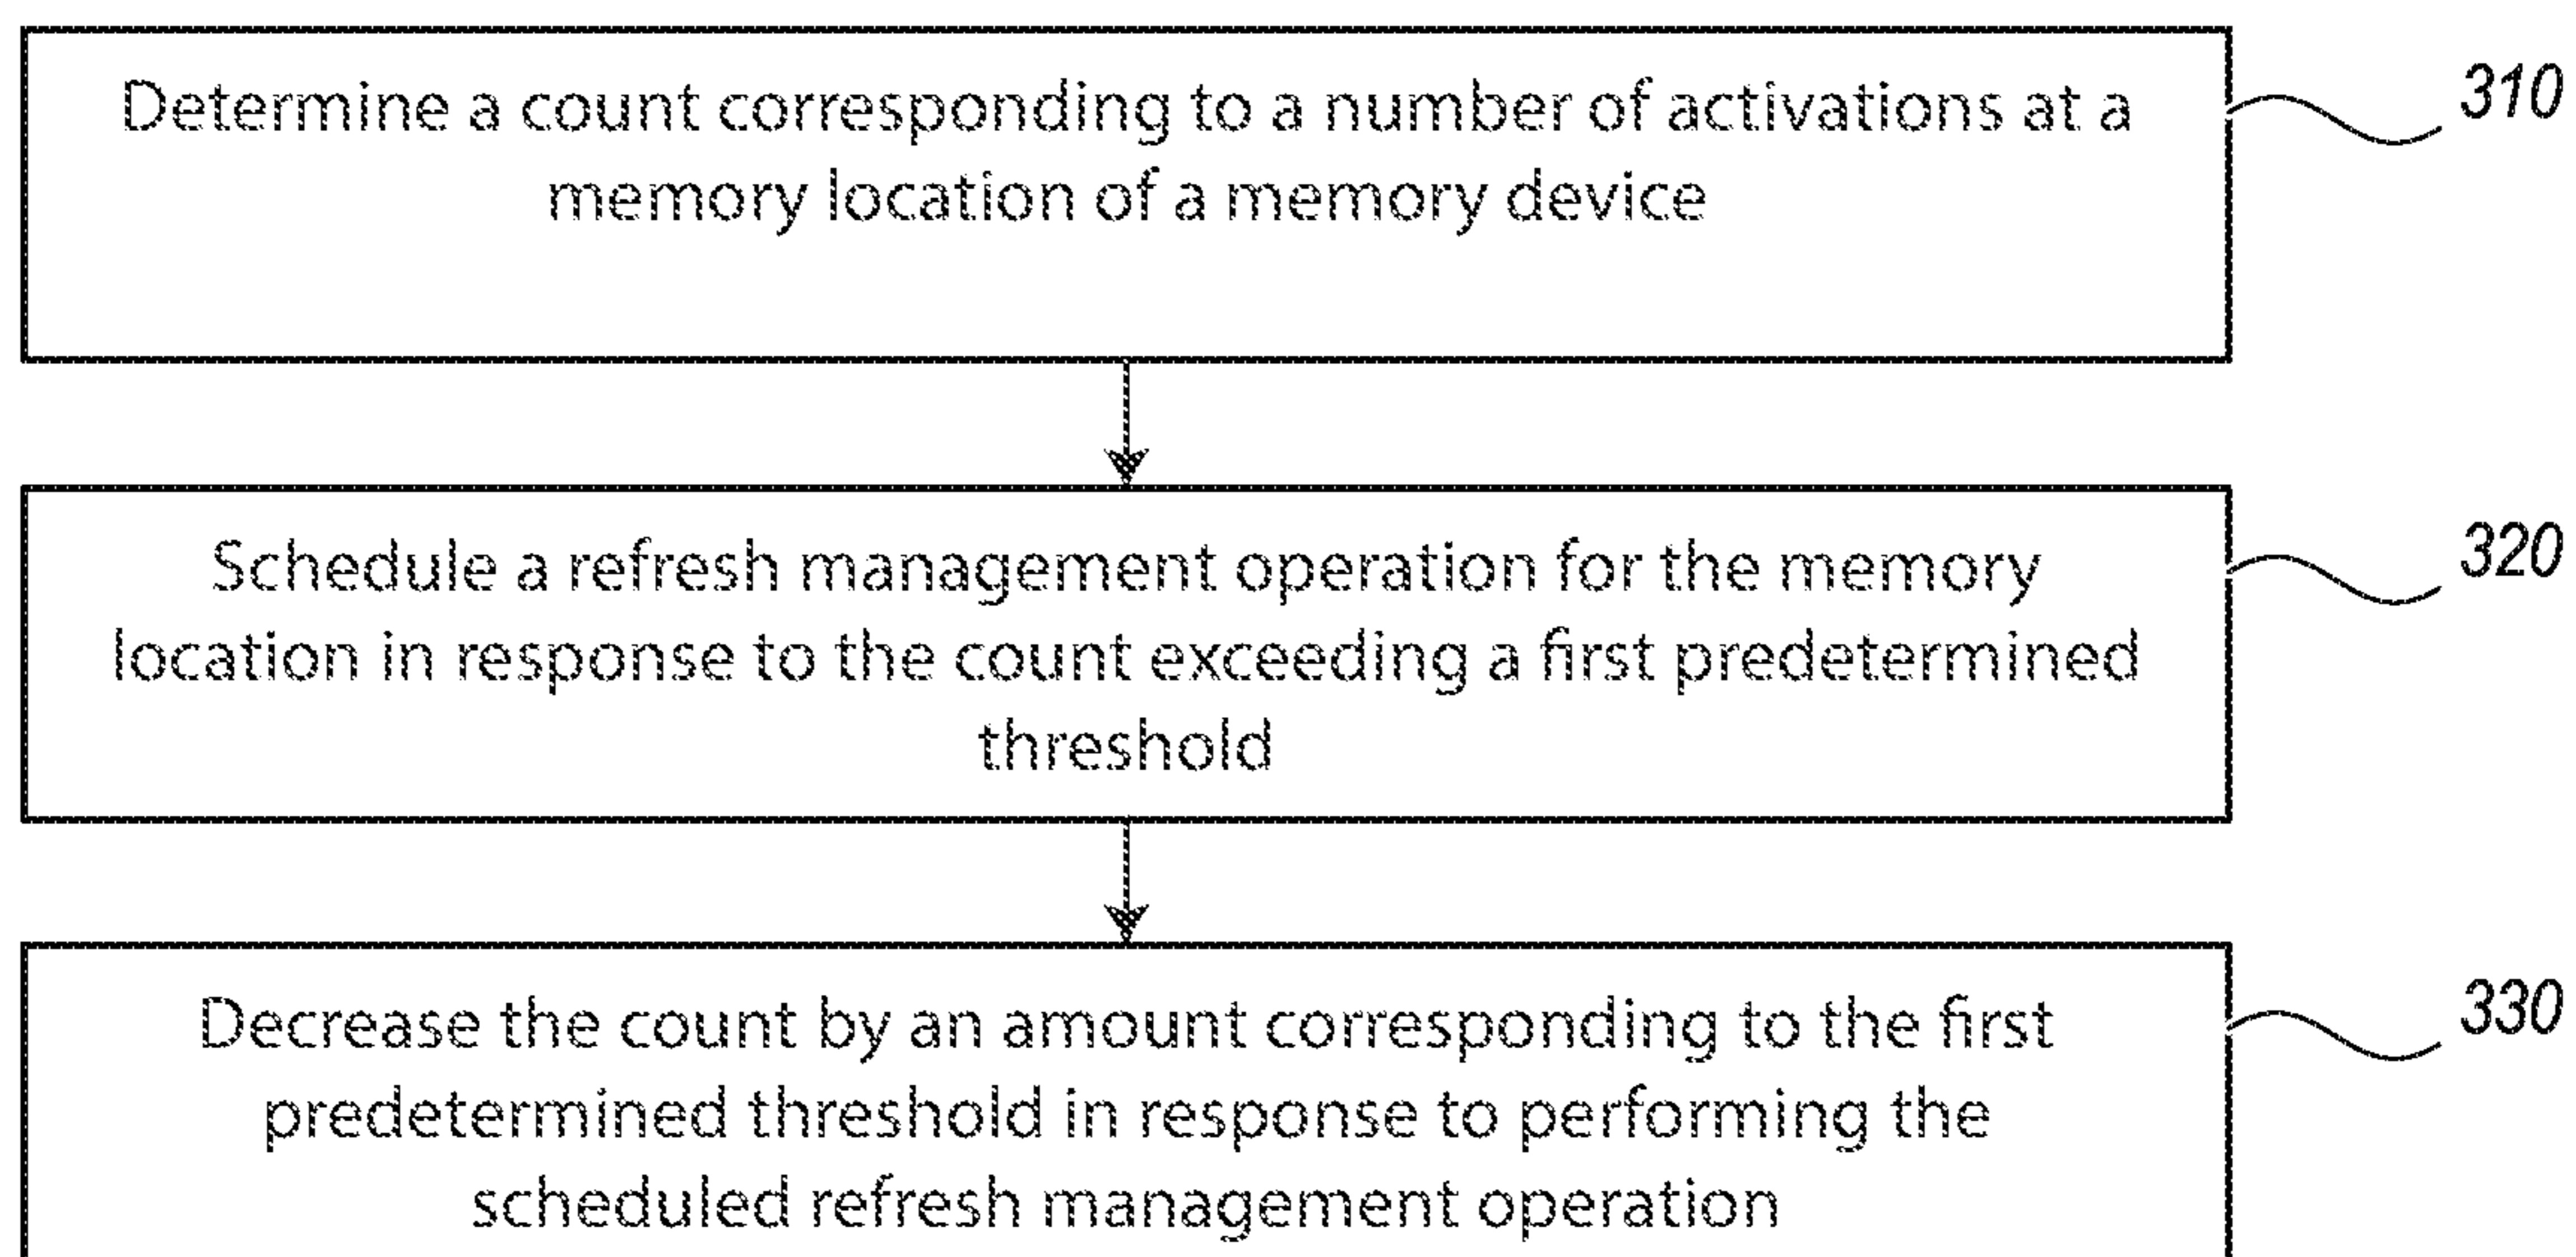 Determine a count corresponding to a number of activations at a
memory location of a memory device
310
Schedule a refresh management operation for the memory
location in response to the count exceeding a first predetermined
threshold
320
Decrease the count by an amount corresponding to the first
predetermined threshold in response to performing the
scheduled refresh management operation
330